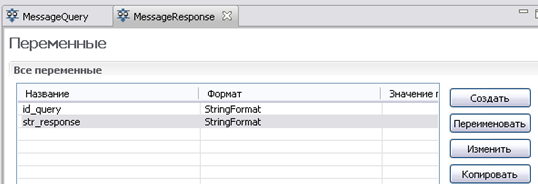 MessageQuery MessageResponse
Переменные
Все переменные
Название Формат Значение п
id_query StringFormat
str_response StringFormat
Создать
Переименовать
Изменить
Копировать